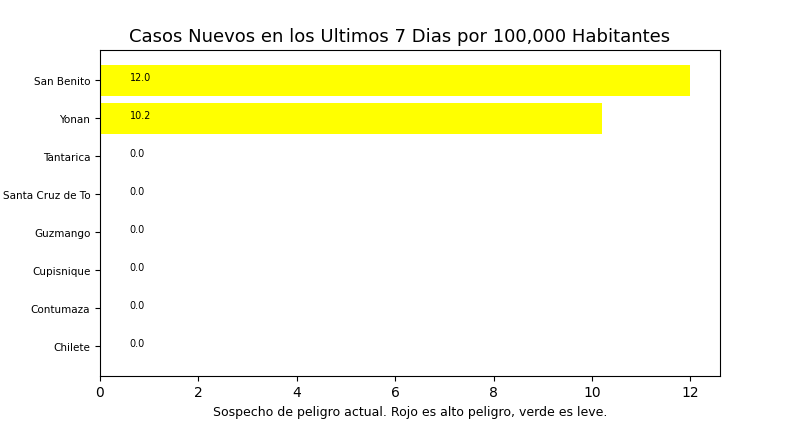 Casos Nuevos en los Ultimos 7 Dias por 100,000 Habitantes
San Benito 12.0
Yonan 10.2
Tantarica 0.0
Santa Cruz de To 0.0
Guzmango 0.0
Cupisnique 0.0
Contumaza 0.0
Chilete 0.0
0 2 4 6 8 10 12
Sospecho de peligro actual. Rojo es alto peligro, verde es leve.